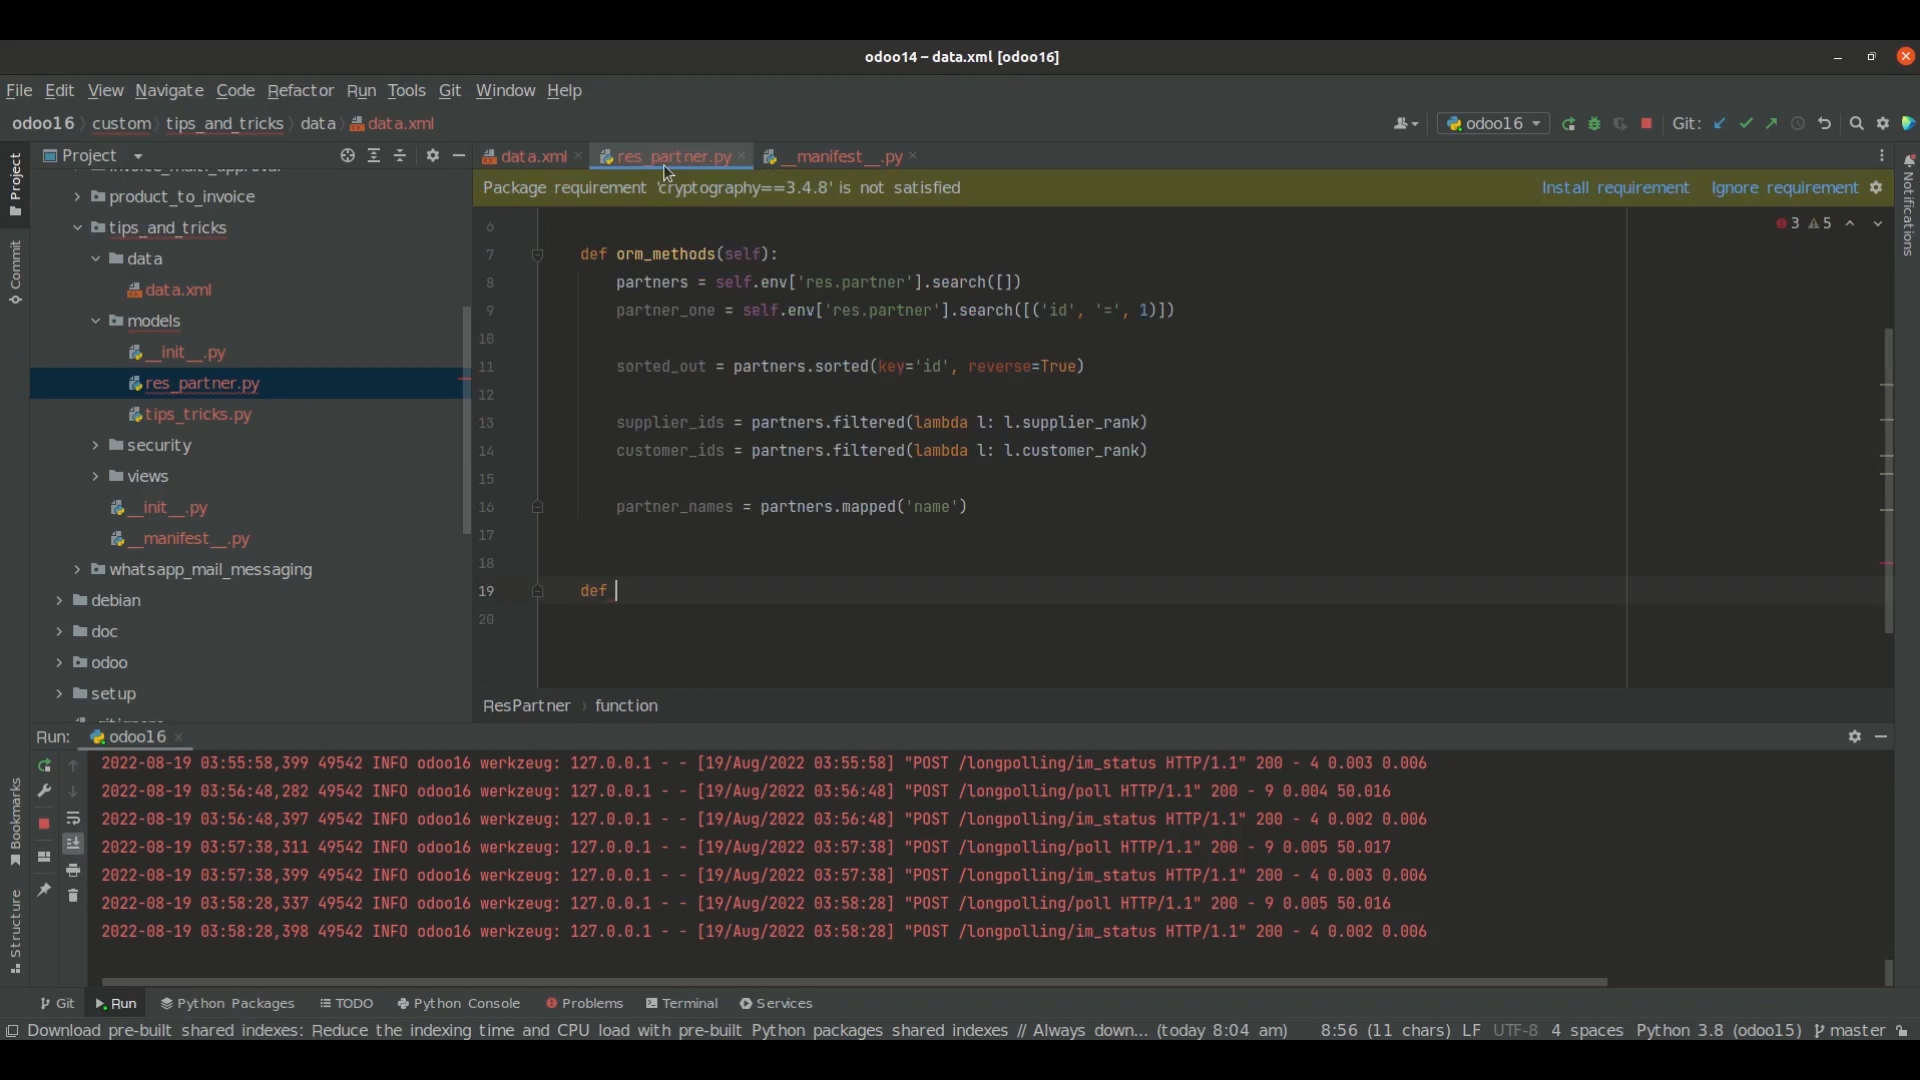 odoo14 – data.xml [odoo16]
File Edit View Navigate Code Refactor Run Tools Git Window Help
odoo16 custom tips_and_tricks data data.xml
odoo16 Git:
Project
data.xml res_partner.py __manifest__.py
Package requirement 'cryptography==3.4.8' is not satisfied Install requirement Ignore requirement
3 5
product_to_invoice
tips_and_tricks
data
data.xml
models
__init__.py
res_partner.py
tips_tricks.py
security
views
__init__.py
__manifest__.py
whatsapp_mail_messaging
debian
doc
odoo
setup
6
7 def orm_methods(self):
8 partners = self.env['res.partner'].search([])
9 partner_one = self.env['res.partner'].search([('id', '=', 1)])
10
11 sorted_out = partners.sorted(key='id', reverse=True)
12
13 supplier_ids = partners.filtered(lambda l: l.supplier_rank)
14 customer_ids = partners.filtered(lambda l: l.customer_rank)
15
16 partner_names = partners.mapped('name')
17
18
19 def
20
ResPartner function
Project
Commit
Bookmarks
Structure
Notifications
Run: odoo16
2022-08-19 03:55:58,399 49542 INFO odoo16 werkzeug: 127.0.0.1 - - [19/Aug/2022 03:55:58] "POST /longpolling/im_status HTTP/1.1" 200 - 4 0.003 0.006
2022-08-19 03:56:48,282 49542 INFO odoo16 werkzeug: 127.0.0.1 - - [19/Aug/2022 03:56:48] "POST /longpolling/poll HTTP/1.1" 200 - 9 0.004 50.016
2022-08-19 03:56:48,397 49542 INFO odoo16 werkzeug: 127.0.0.1 - - [19/Aug/2022 03:56:48] "POST /longpolling/im_status HTTP/1.1" 200 - 4 0.002 0.006
2022-08-19 03:57:38,311 49542 INFO odoo16 werkzeug: 127.0.0.1 - - [19/Aug/2022 03:57:38] "POST /longpolling/poll HTTP/1.1" 200 - 9 0.005 50.017
2022-08-19 03:57:38,399 49542 INFO odoo16 werkzeug: 127.0.0.1 - - [19/Aug/2022 03:57:38] "POST /longpolling/im_status HTTP/1.1" 200 - 4 0.003 0.006
2022-08-19 03:58:28,337 49542 INFO odoo16 werkzeug: 127.0.0.1 - - [19/Aug/2022 03:58:28] "POST /longpolling/poll HTTP/1.1" 200 - 9 0.005 50.016
2022-08-19 03:58:28,398 49542 INFO odoo16 werkzeug: 127.0.0.1 - - [19/Aug/2022 03:58:28] "POST /longpolling/im_status HTTP/1.1" 200 - 4 0.002 0.006
Git Run Python Packages TODO Python Console Problems Terminal Services
Download pre-built shared indexes: Reduce the indexing time and CPU load with pre-built Python packages shared indexes // Always down... (today 8:04 am) 8:56 (11 chars) LF UTF-8 4 spaces Python 3.8 (odoo15) master